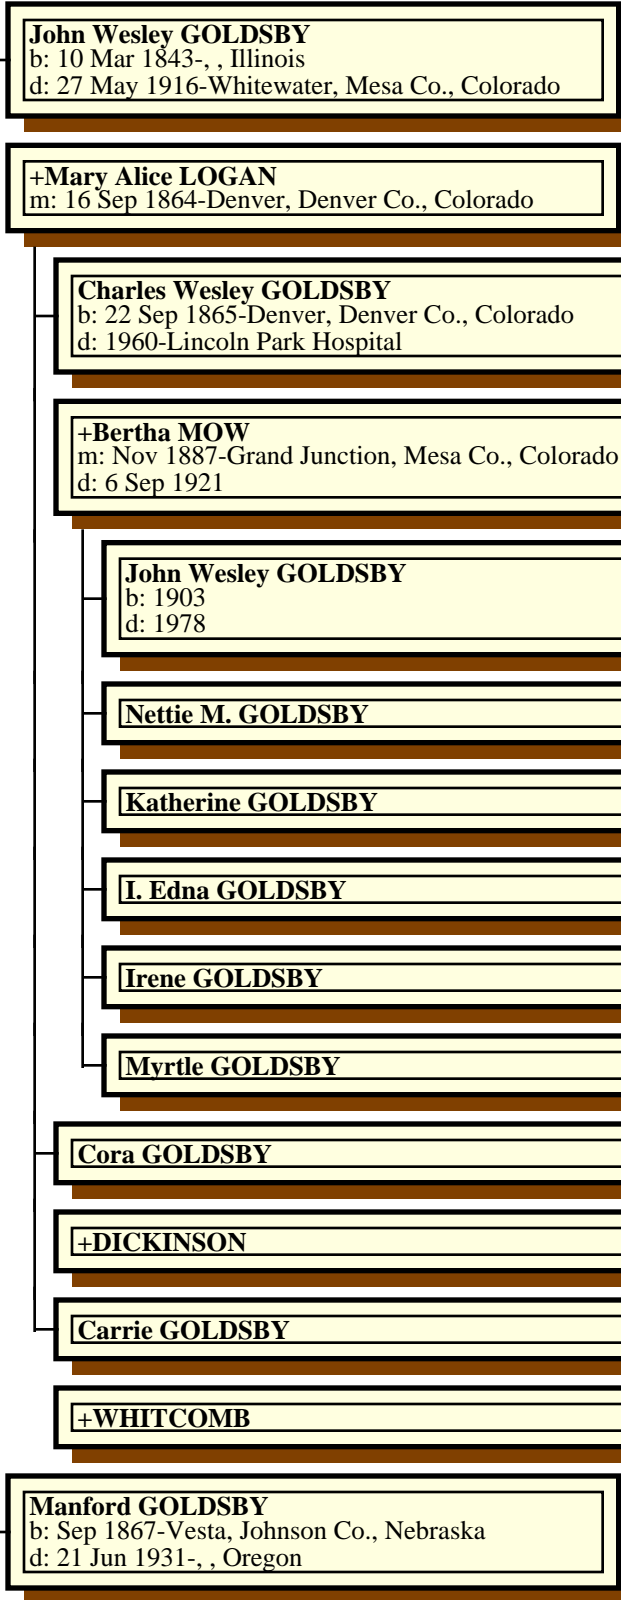 John Wesley GOLDSBY
b: 10 Mar 1843-, , Illinois
d: 27 May 1916-Whitewater, Mesa Co., Colorado
+Mary Alice LOGAN
m: 16 Sep 1864-Denver, Denver Co., Colorado
Charles Wesley GOLDSBY
b: 22 Sep 1865-Denver, Denver Co., Colorado
d: 1960-Lincoln Park Hospital
+Bertha MOW
m: Nov 1887-Grand Junction, Mesa Co., Colorado
d: 6 Sep 1921
John Wesley GOLDSBY
b: 1903
d: 1978
Nettie M. GOLDSBY
Katherine GOLDSBY
I. Edna GOLDSBY
Irene GOLDSBY
Myrtle GOLDSBY
Cora GOLDSBY
+DICKINSON
Carrie GOLDSBY
+WHITCOMB
Manford GOLDSBY
b: Sep 1867-Vesta, Johnson Co., Nebraska
d: 21 Jun 1931-, , Oregon